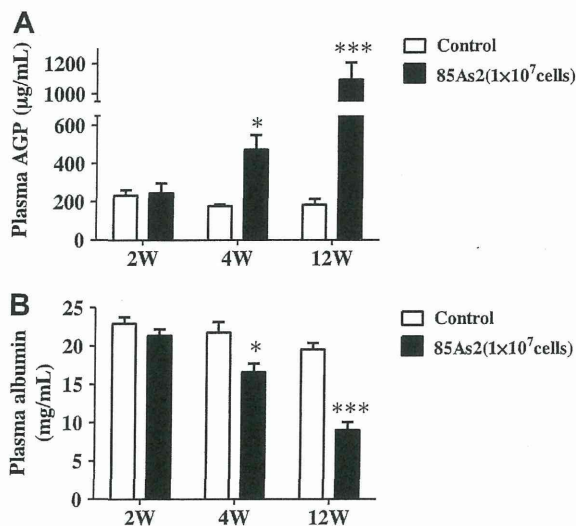 A
Plasma AGP (µg/mL)
1200
1000
600
400
200
0
***
*
2W
4W
12W
Control
85As2(1×10⁷cells)
B
Plasma albumin
(mg/mL)
25
20
15
10
5
0
*
***
2W
4W
12W
Control
85As2(1×10⁷cells)